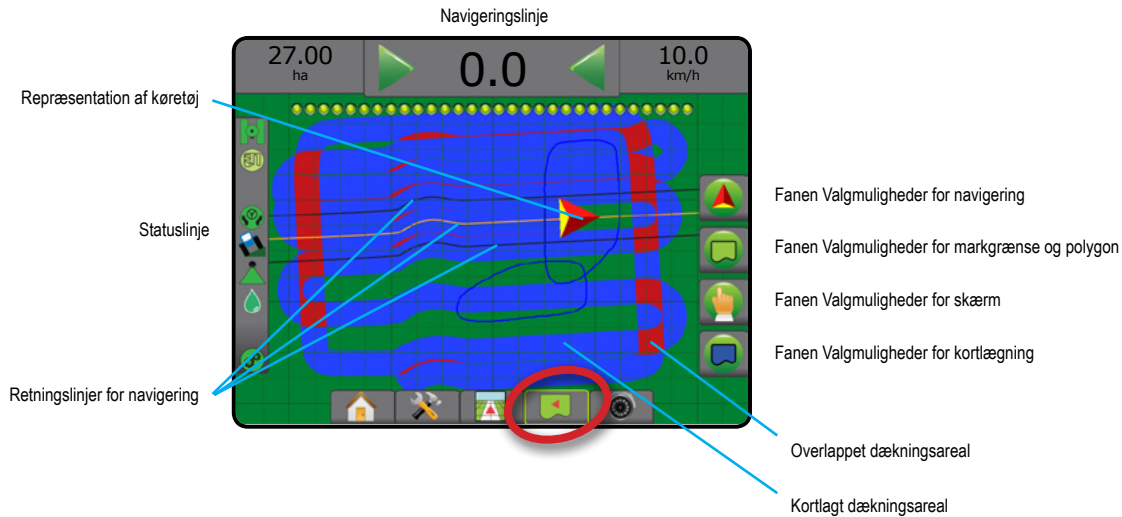 Navigeringslinje
27.00
ha
0.0
10.0
km/h
Repræsentation af køretøj
Statuslinje
Retningslinjer for navigering
Fanen Valgmuligheder for navigering
Fanen Valgmuligheder for markgrænse og polygon
Fanen Valgmuligheder for skærm
Fanen Valgmuligheder for kortlægning
Overlappet dækningsareal
Kortlagt dækningsareal